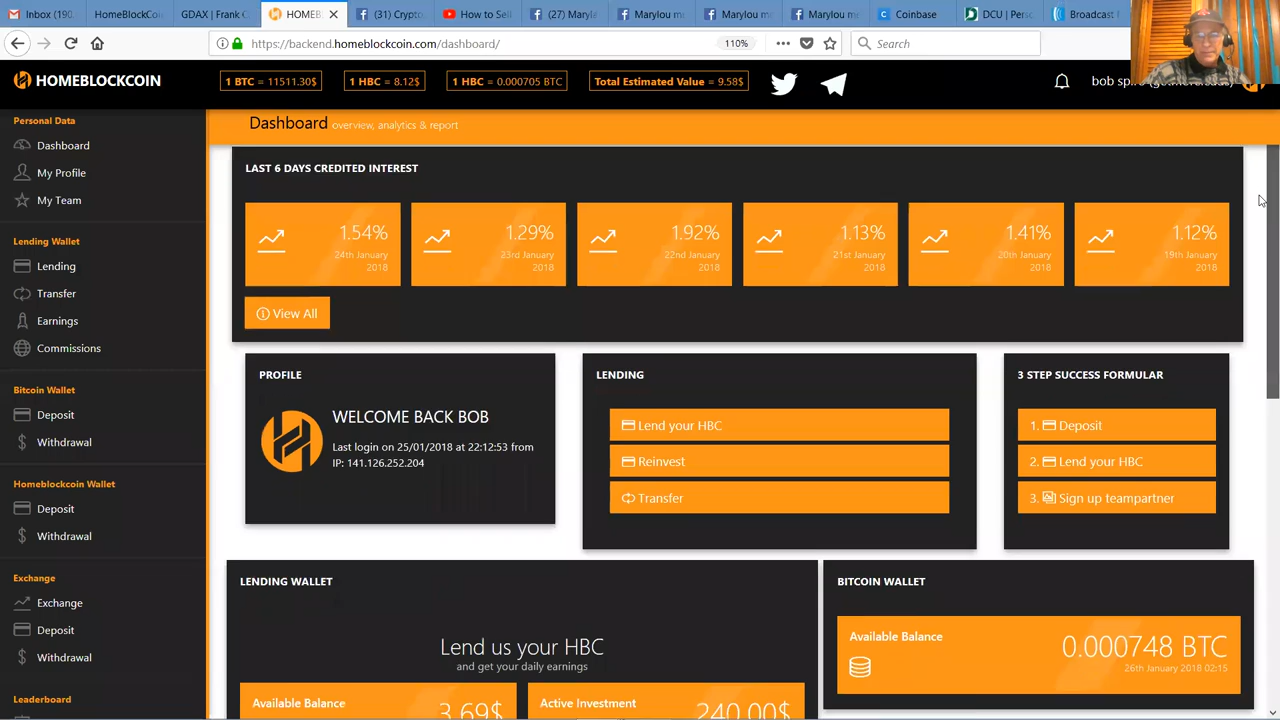 Inbox (190
HomeBlockCoi
GDAX | Frank C
HOMEB
(31) Crypto
How to Sell
(27) Maryle
Marylou m
Marylou m
Marylou m
Coinbase
DCU | Pers
Broadcast
https://backend.homeblockcoin.com/dashboard/
110%
Search
HOMEBLOCKCOIN
1 BTC = 11511.30$
1 HBC = 8.12$
1 HBC = 0.000705 BTC
Total Estimated Value = 9.58$
bob
Dashboard overview, analytics & report
Personal Data
Dashboard
My Profile
My Team
Lending Wallet
Lending
Transfer
Earnings
Commissions
Bitcoin Wallet
Deposit
Withdrawal
Homeblockcoin Wallet
Deposit
Withdrawal
Exchange
Exchange
Deposit
Withdrawal
Leaderboard
LAST 6 DAYS CREDITED INTEREST
1.54%
24th January
2018
1.29%
23rd January
2018
1.92%
22nd January
2018
1.13%
21st January
2018
1.41%
20th January
2018
1.12%
19th January
2018
View All
PROFILE
WELCOME BACK BOB
Last login on 25/01/2018 at 22:12:53 from
IP: 141.126.252.204
LENDING
Lend your HBC
Reinvest
Transfer
3 STEP SUCCESS FORMULAR
1. Deposit
2. Lend your HBC
3. Sign up teampartner
LENDING WALLET
Lend us your HBC
and get your daily earnings
Available Balance
3.69$
Active Investment
240.00$
BITCOIN WALLET
Available Balance
0.000748 BTC
26th January 2018 02:15